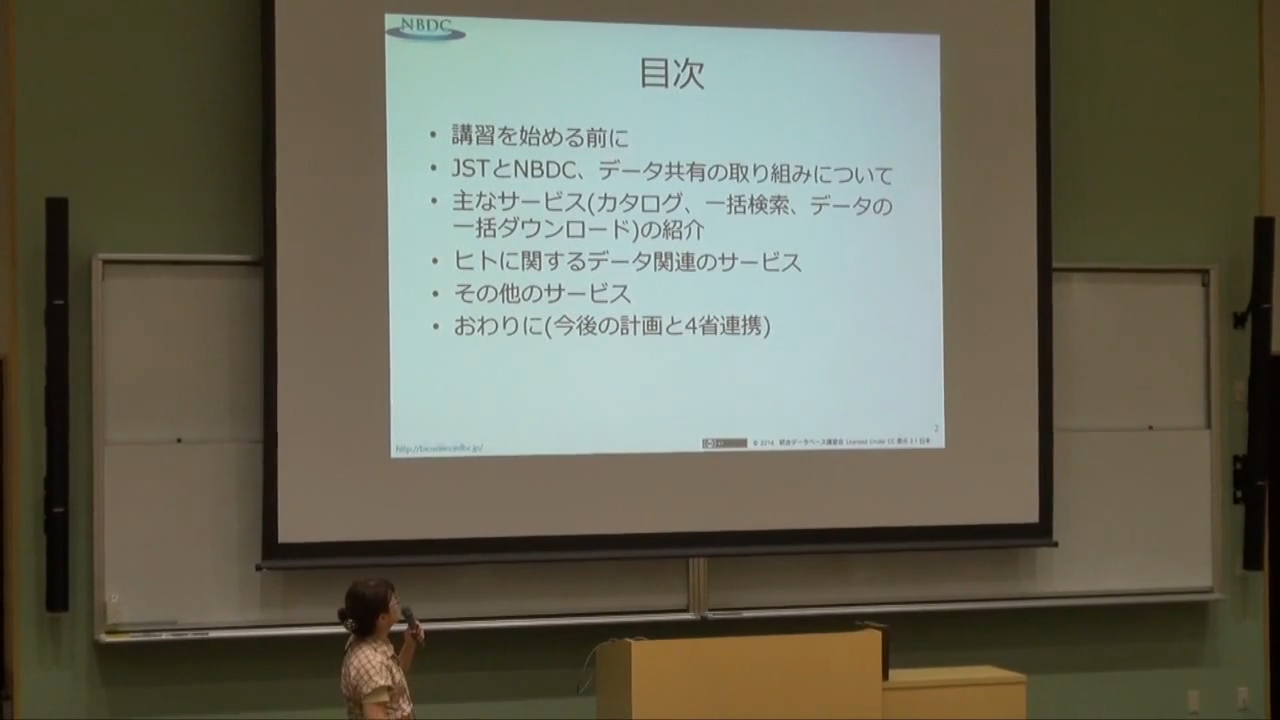 NBDC
目次
• 講習を始める前に
• JSTとNBDC、データ共有の取り組みについて
• 主なサービス(カタログ、一括検索、データの
一括ダウンロード)の紹介
• ヒトに関するデータ関連のサービス
• その他のサービス
• おわりに(今後の計画と4省連携)
2
© 2014 統合データベース講習会 Licensed Under CC 表示 2.1 日本